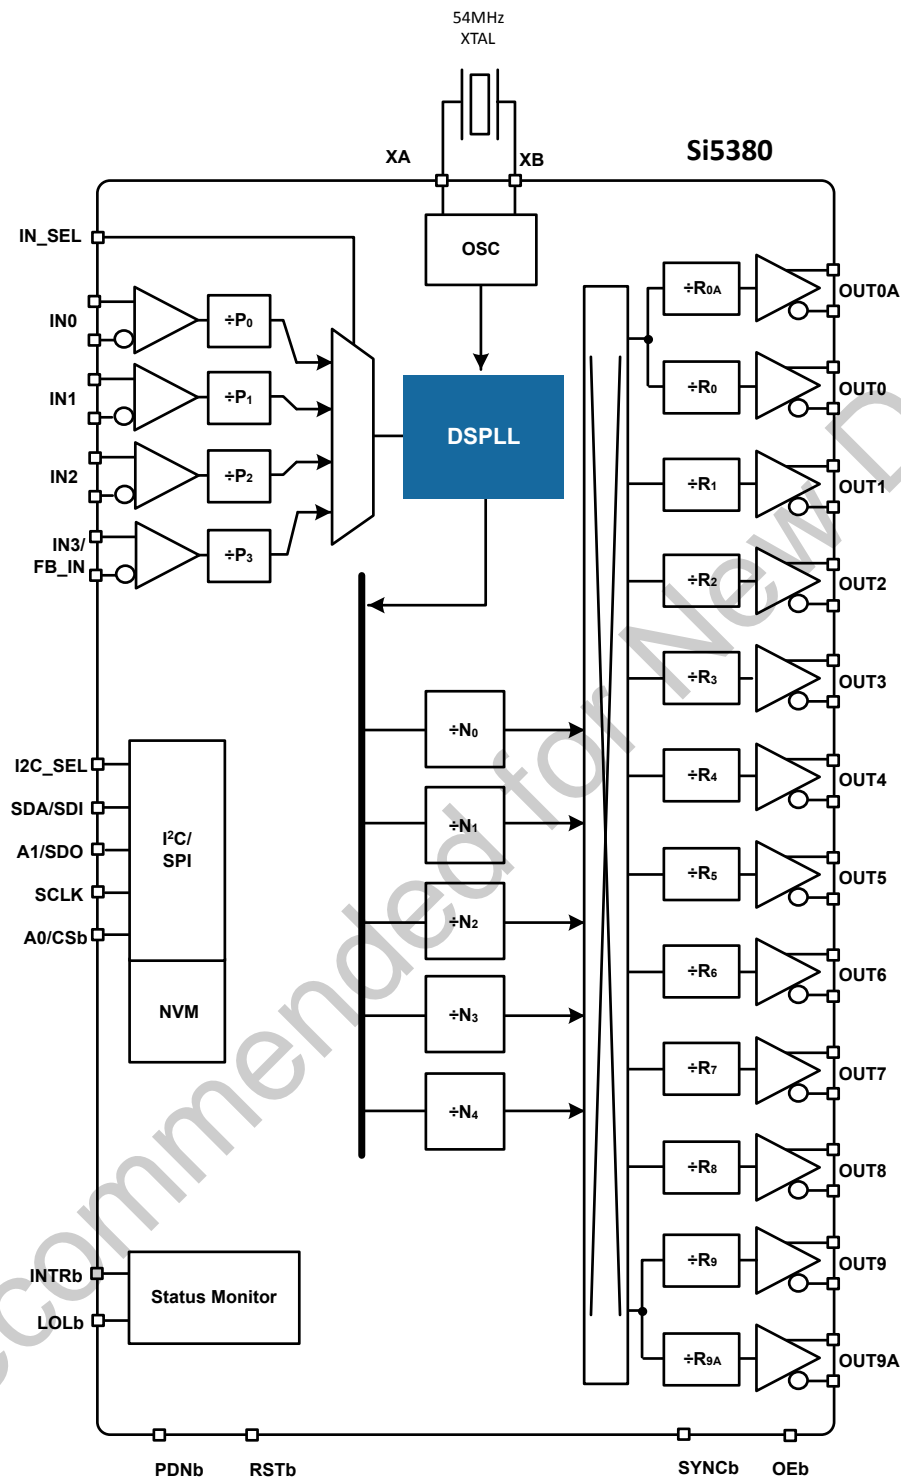 54MHz
XTAL
Si5380
XA
XB
IN_SEL
OSC
IN0
÷P0
IN1
÷P1
IN2
÷P2
IN3/
FB_IN
÷P3
DSPLL
÷R0A
OUT0A
÷R0
OUT0
÷R1
OUT1
÷R2
OUT2
÷R3
OUT3
÷R4
OUT4
÷R5
OUT5
÷R6
OUT6
÷R7
OUT7
÷R8
OUT8
÷R9
OUT9
÷R9A
OUT9A
÷N0
÷N1
÷N2
÷N3
÷N4
I2C_SEL
SDA/SDI
A1/SDO
SCLK
A0/CSb
I²C/
SPI
NVM
INTRb
LOLb
Status Monitor
PDNb
RSTb
SYNCb
OEb
ecommended for New D